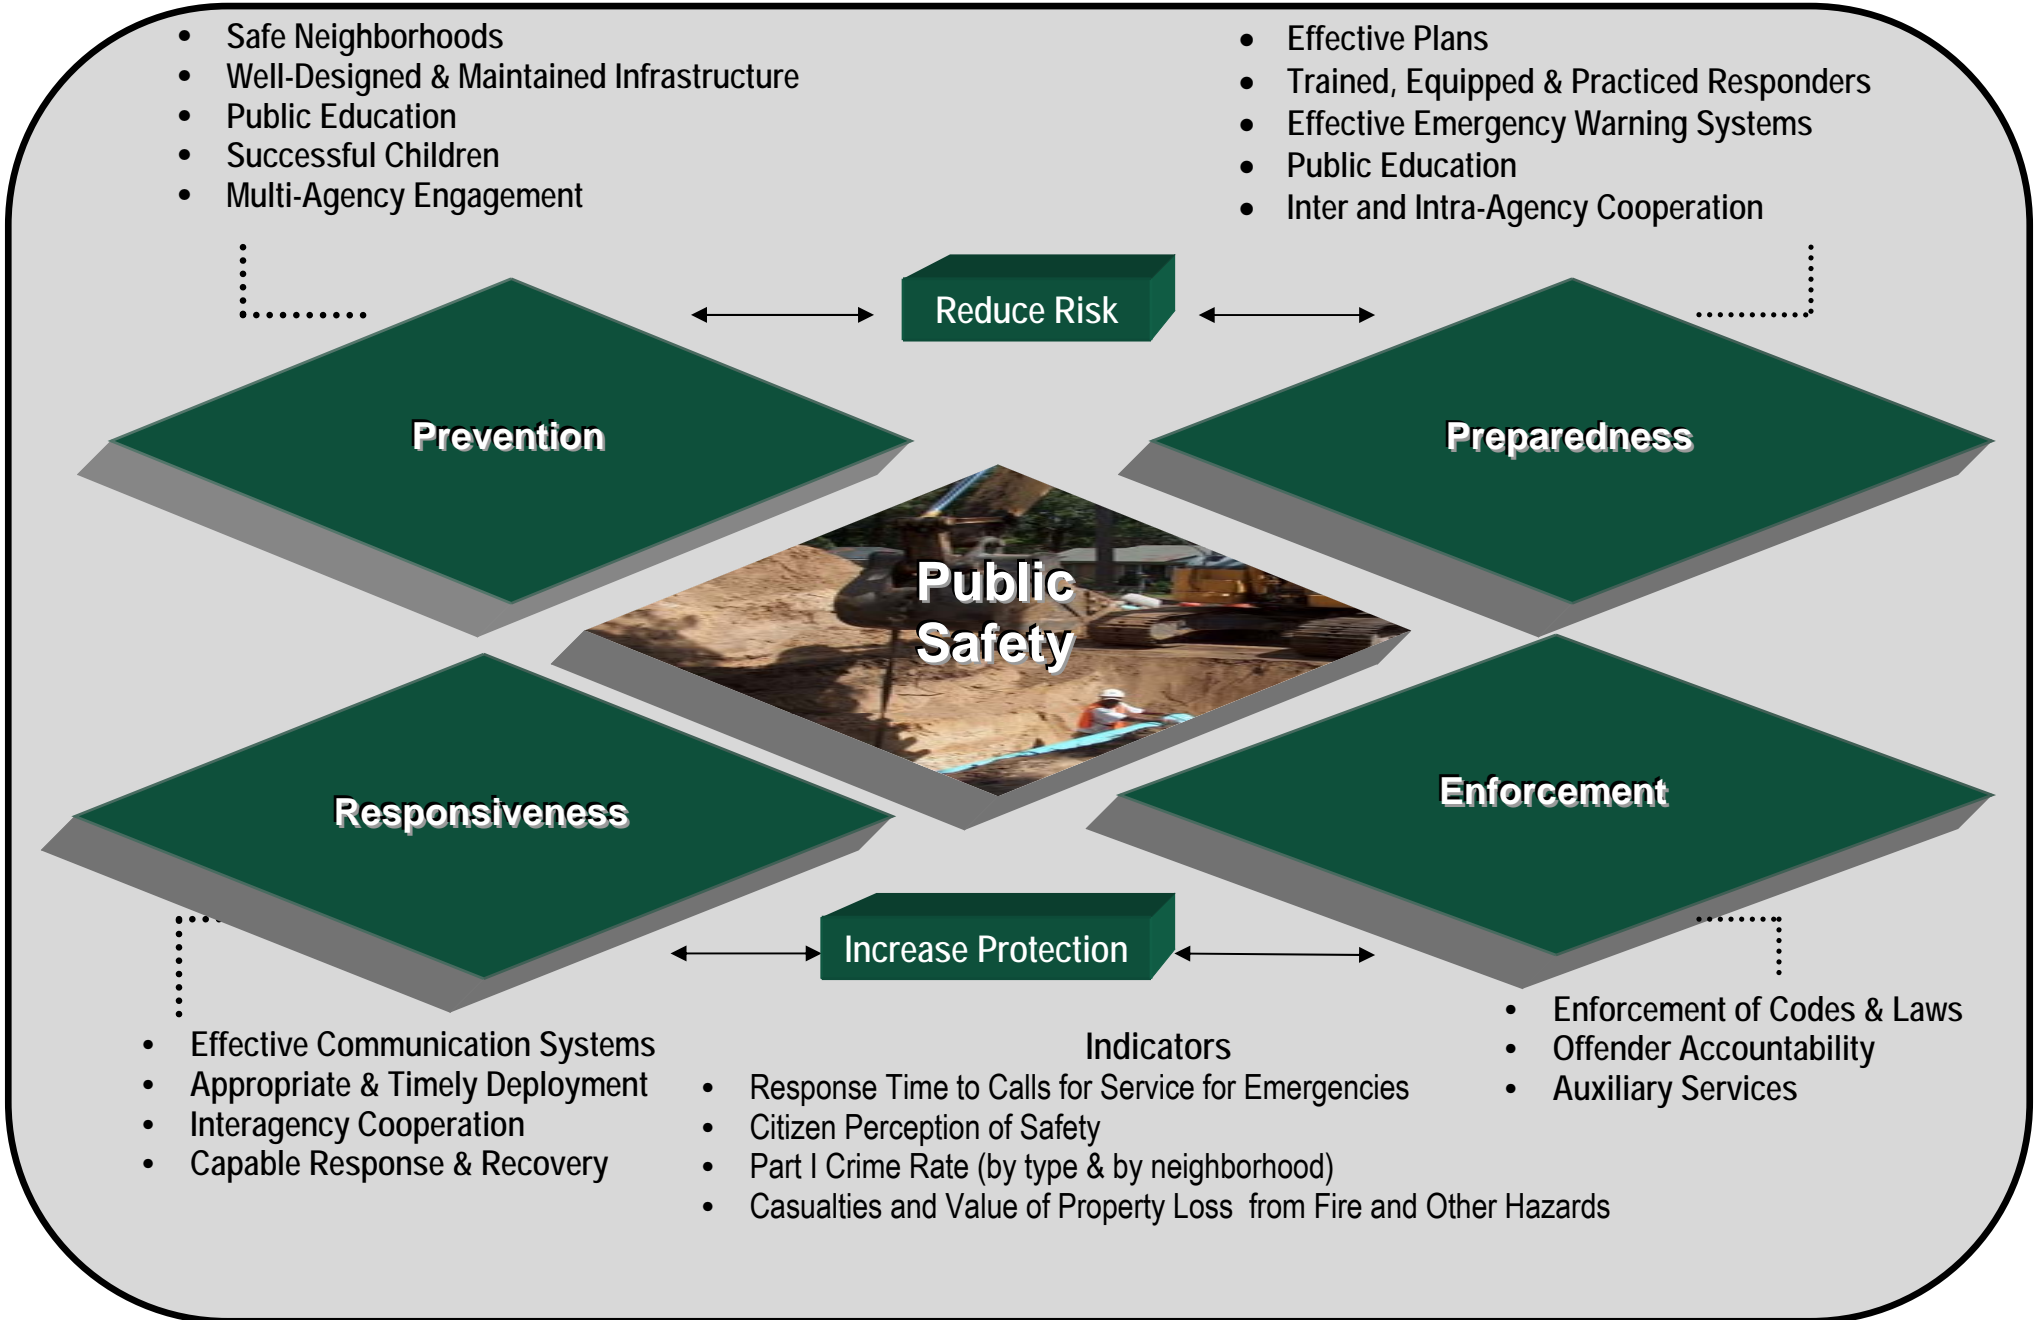 • Safe Neighborhoods
• Well-Designed & Maintained Infrastructure
• Public Education
• Successful Children
• Multi-Agency Engagement
• Effective Plans
• Trained, Equipped & Practiced Responders
• Effective Emergency Warning Systems
• Public Education
• Inter and Intra-Agency Cooperation
Reduce Risk
Prevention
Preparedness
Public
Safety
Responsiveness
Enforcement
Increase Protection
• Effective Communication Systems
• Appropriate & Timely Deployment
• Interagency Cooperation
• Capable Response & Recovery
Indicators
• Response Time to Calls for Service for Emergencies
• Citizen Perception of Safety
• Part I Crime Rate (by type & by neighborhood)
• Casualties and Value of Property Loss  from Fire and Other Hazards
• Enforcement of Codes & Laws
• Offender Accountability
• Auxiliary Services